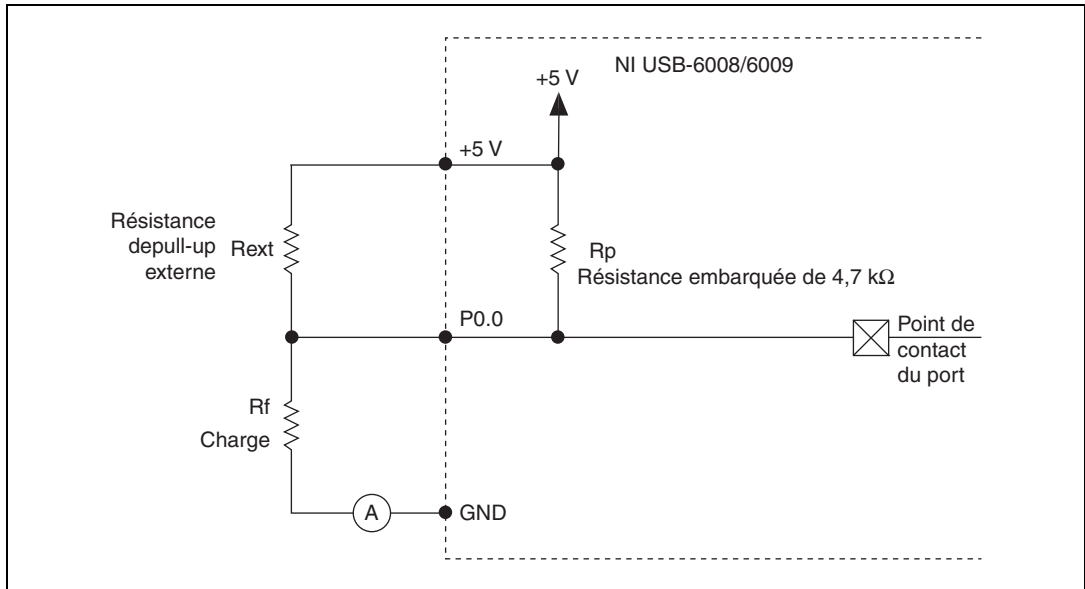 NI USB-6008/6009
+5 V
+5 V
Résistance
depull-up
externe
Rext
Rp
Résistance embarquée de 4,7 kΩ
P0.0
Point de
contact
du port
Rf
Charge
A
GND